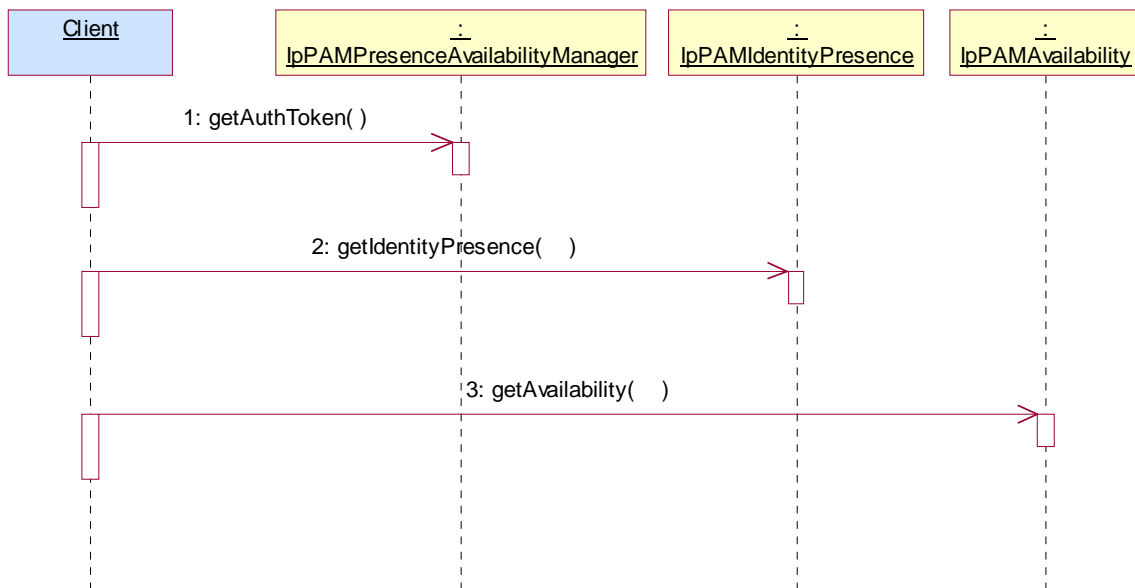 Client
:
IpPAMPresenceAvailabilityManager
:
IpPAMIdentityPresence
:
IpPAMAvailability
1: getAuthToken( )
2: getIdentityPresence(   )
3: getAvailability(   )